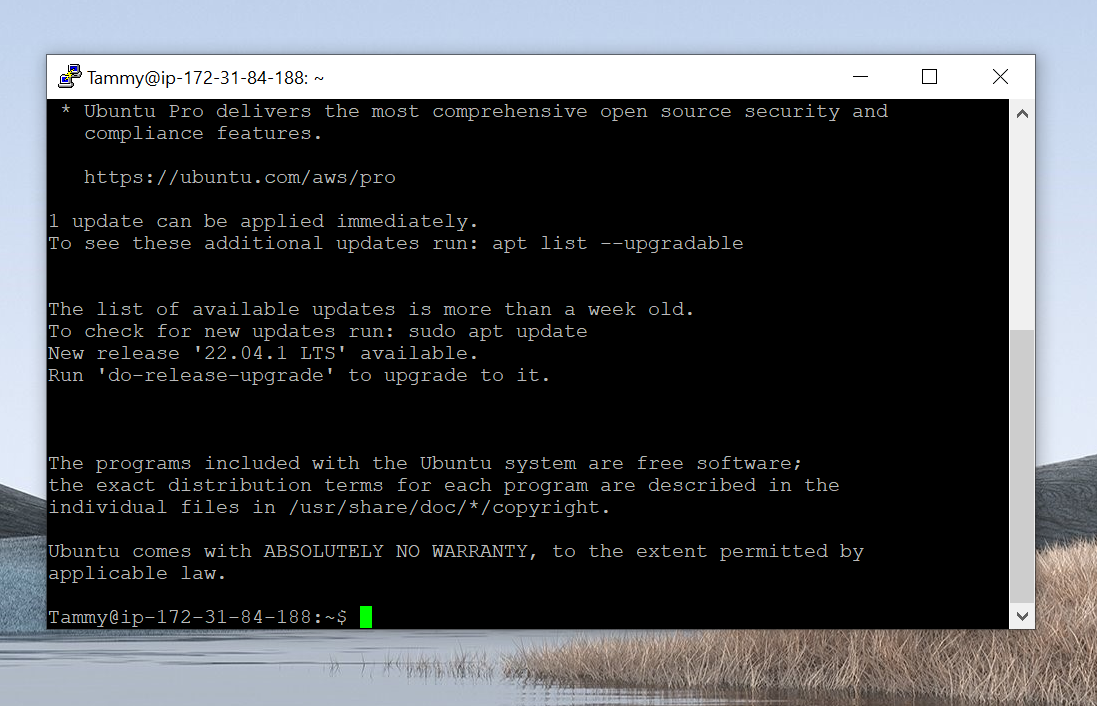 Tammy@ip-172-31-84-188: ~
* Ubuntu Pro delivers the most comprehensive open source security and
compliance features.
https://ubuntu.com/aws/pro
1 update can be applied immediately.
To see these additional updates run: apt list --upgradable
The list of available updates is more than a week old.
To check for new updates run: sudo apt update
New release '22.04.1 LTS' available.
Run 'do-release-upgrade' to upgrade to it.
The programs included with the Ubuntu system are free software;
the exact distribution terms for each program are described in the
individual files in /usr/share/doc/*/copyright.
Ubuntu comes with ABSOLUTELY NO WARRANTY, to the extent permitted by
applicable law.
Tammy@ip-172-31-84-188:~$